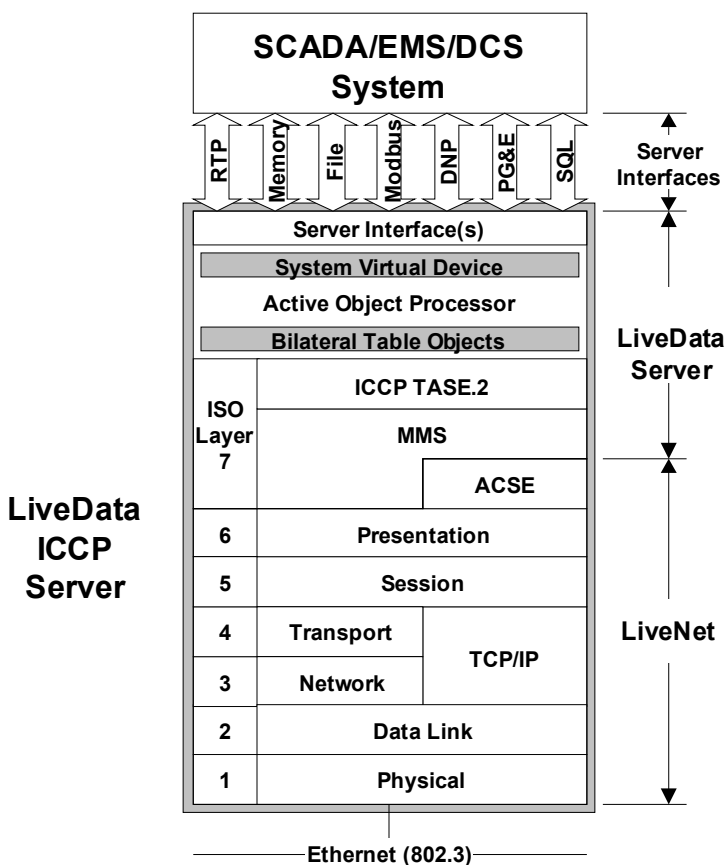 SCADA/EMS/DCS
System
RTP
Memory
File
Modbus
DNP
PG&E
SQL
Server
Interfaces
Server Interface(s)
System Virtual Device
Active Object Processor
Bilateral Table Objects
LiveData
Server
ISO
Layer
7
ICCP TASE.2
MMS
ACSE
LiveData
ICCP
Server
6
Presentation
5
Session
4
Transport
TCP/IP
3
Network
LiveNet
2
Data Link
1
Physical
Ethernet (802.3)